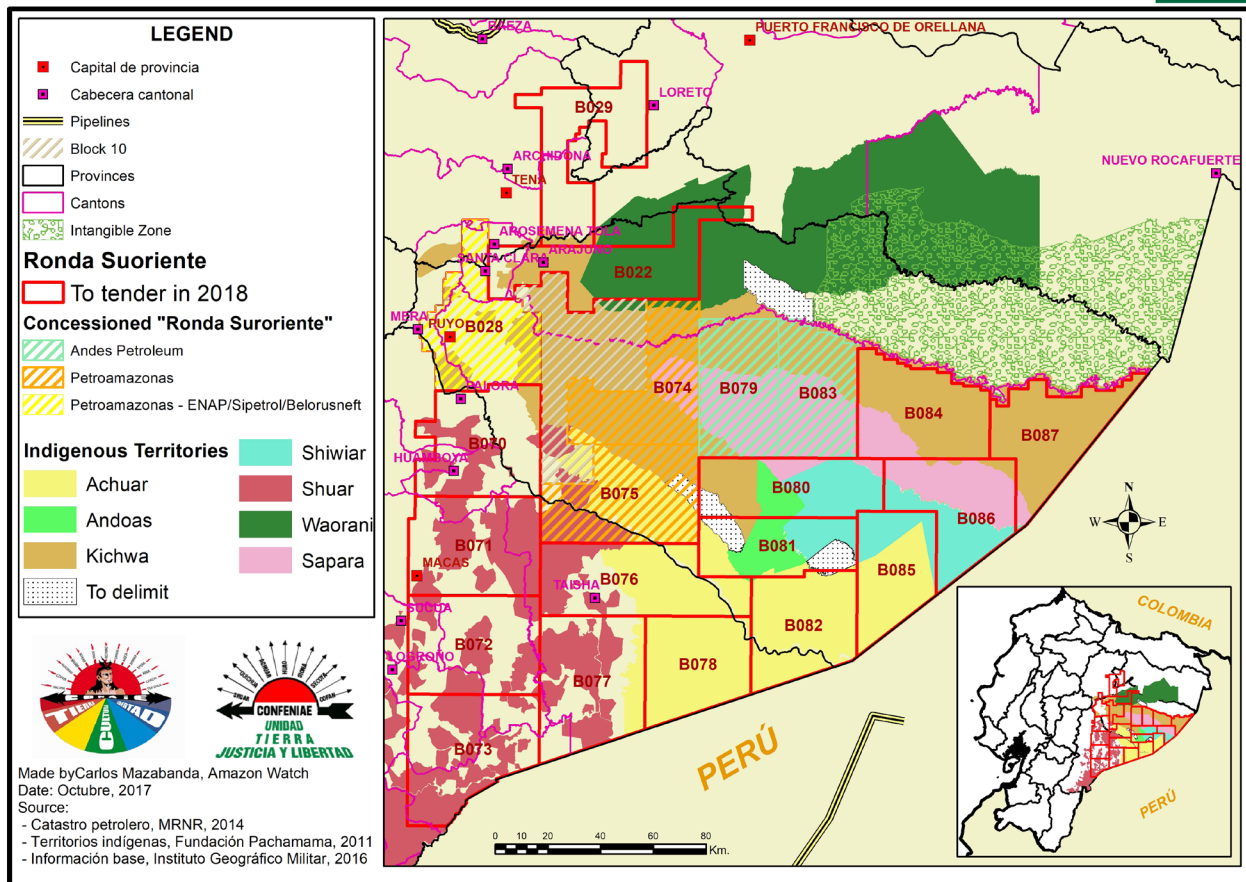 LEGEND
Capital de provincia
Cabecera cantonal
Pipelines
Block 10
Provinces
Cantons
Intangible Zone
Ronda Suoriente
To tender in 2018
Concessioned "Ronda Suroriente"
Andes Petroleum
Petroamazonas
Petroamazonas - ENAP/Sipetrol/Belorusneft
Indigenous Territories
Achuar
Andoas
Kichwa
To delimit
Shiwiar
Shuar
Waorani
Sapara
CONFENIAE
UNIDAD
TIERRA
JUSTICIA Y LIBERTAD
Made byCarlos Mazabanda, Amazon Watch
Date: Octubre, 2017
Source:
- Catastro petrolero, MRNR, 2014
- Territorios indígenas, Fundación Pachamama, 2011
- Información base, Instituto Geográfico Militar, 2016
BAEZA
PUERTO FRANCISCO DE ORELLANA
B029
LORETO
ARCHIDONA
TENA
NUEVO ROCAFUERTE
AROSEMENA TOLA
SANTA CLARA
ARAJUNO
B022
MERA
PUYO
B028
PALORA
B074
B079
B083
B084
B087
B070
HUAMBOYA
B075
B080
B086
B071
MACAS
B081
B076
TAISHA
B085
SUCUA
B072
B082
LOGROÑO
B077
B078
B073
PERÚ
N
W
E
S
COLOMBIA
PERÚ
0 10 20 40 60 80
Km.